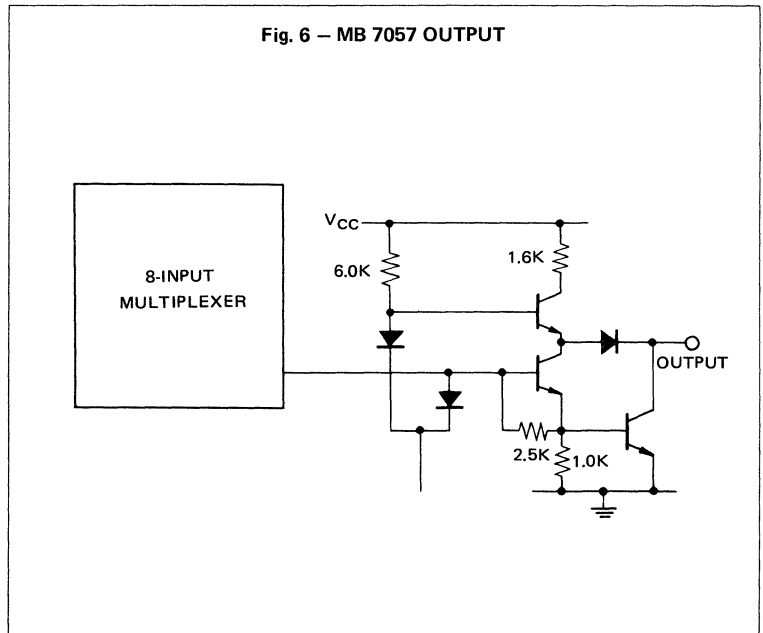 Fig. 6 – MB 7057 OUTPUT
VCC
1.6K
6.0K
8-INPUT
MULTIPLEXER
OUTPUT
2.5K
1.0K